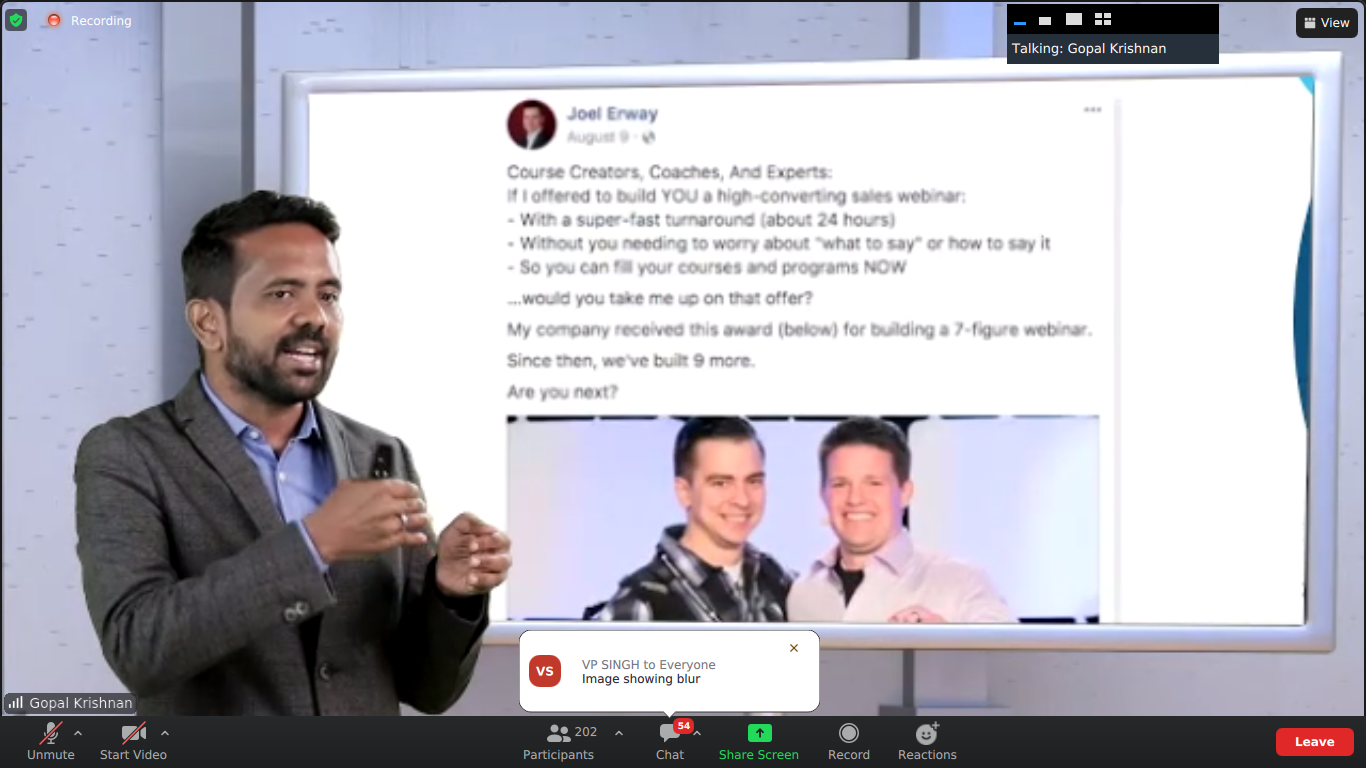 Recording
View
Talking: Gopal Krishnan
Joel Erway
August 9 ·
Course Creators, Coaches, And Experts:
If I offered to build YOU a high-converting sales webinar:
- With a super-fast turnaround (about 24 hours)
- Without you needing to worry about "what to say" or how to say it
- So you can fill your courses and programs NOW
...would you take me up on that offer?
My company received this award (below) for building a 7-figure webinar.
Since then, we've built 9 more.
Are you next?
VS
VP SINGH to Everyone
Image showing blur
Gopal Krishnan
Unmute
Start Video
202
Participants
54
Chat
Share Screen
Record
Reactions
Leave